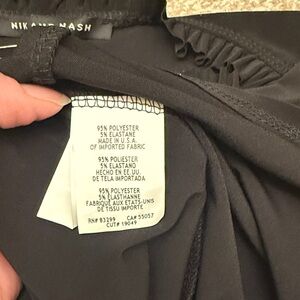 NIKAND NASH
95% POLYESTER
5% ELASTANE
MADE IN U.S.A.
OF IMPORTED FABRIC
95% POLIESTER
5% ELASTANO
HECHO EN EE.UU.
DE TELA IMPORTADA
95% POLYESTER
5% ELASTHANNE
FABRIQUE AUX ETATS-UNIS
DE TISSU IMPORTE
RN# 83299 CA# 55057
CUT# 19049